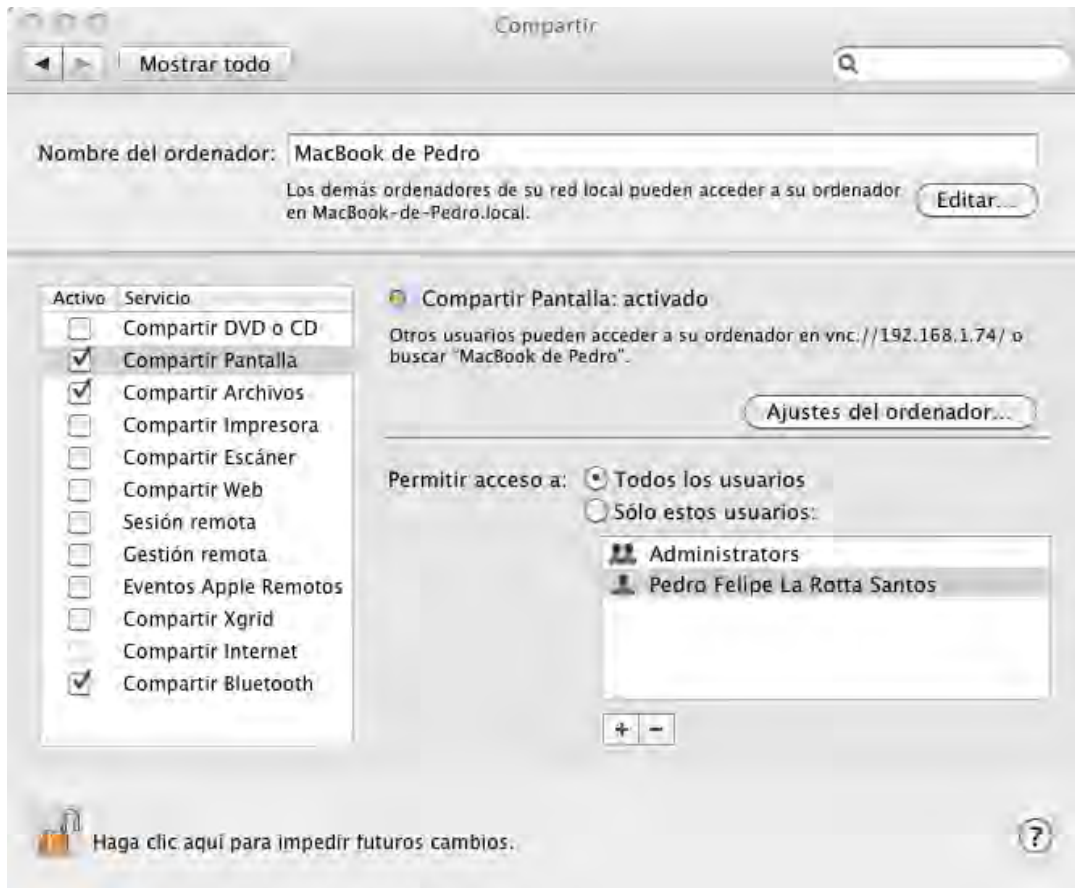 Compartir
Mostrar todo
Nombre del ordenador: MacBook de Pedro
Los demás ordenadores de su red local pueden acceder a su ordenador
en MacBook-de-Pedro.local.
Editar...
Activo Servicio
Compartir DVD o CD
Compartir Pantalla
Compartir Archivos
Compartir Impresora
Compartir Escáner
Compartir Web
Sesión remota
Gestión remota
Eventos Apple Remotos
Compartir Xgrid
Compartir Internet
Compartir Bluetooth
Compartir Pantalla: activado
Otros usuarios pueden acceder a su ordenador en vnc://192.168.1.74/ o
buscar “MacBook de Pedro”.
Ajustes del ordenador...
Permitir acceso a: Todos los usuarios
Sólo estos usuarios:
Administrators
Pedro Felipe La Rotta Santos
+ −
Haga clic aquí para impedir futuros cambios.
?